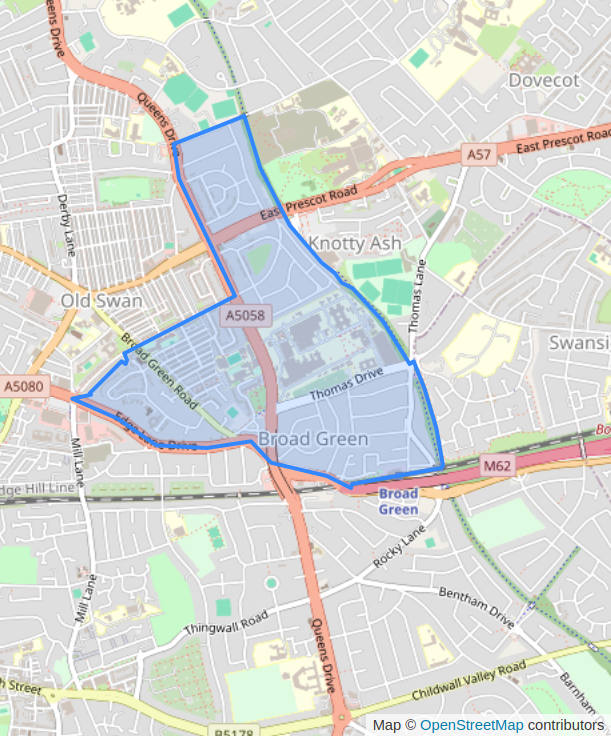 Queens Drive
Dovecot
Queens Drive
East Prescot Road
A57
Derby Lane
East Prescot Road
Knotty Ash
Thomas Lane
Old Swan
A5058
Broad Green Road
Swansi
Thomas Drive
A5080
Edge Lane Drive
Broad Green
Mill Lane
M62
Bo
dge Hill Line
Broad
Green
Rocky Lane
Mill Lane
Bentham Drive
Thingwall Road
Queens Drive
Childwall Valley Road
Barnham
h Street
B5178
Map © OpenStreetMap contributors